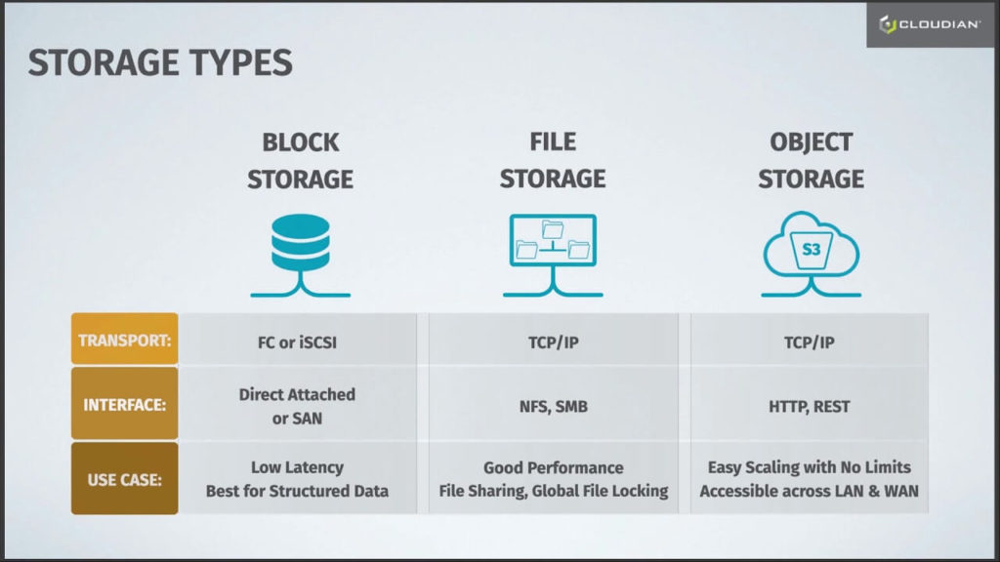 CLOUDIAN
STORAGE TYPES
BLOCK
STORAGE
FILE
STORAGE
OBJECT
STORAGE
S3
TRANSPORT:
FC or iSCSI
TCP/IP
TCP/IP
INTERFACE:
Direct Attached
or SAN
NFS, SMB
HTTP, REST
USE CASE:
Low Latency
Best for Structured Data
Good Performance
File Sharing, Global File Locking
Easy Scaling with No Limits
Accessible across LAN & WAN